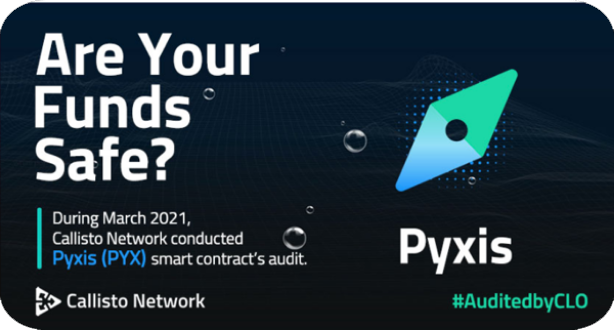 Are Your
Funds
Safe?
During March 2021,
Callisto Network conducted
Pyxis (PYX) smart contract's audit.
Pyxis
Callisto Network
#AuditedbyCLO